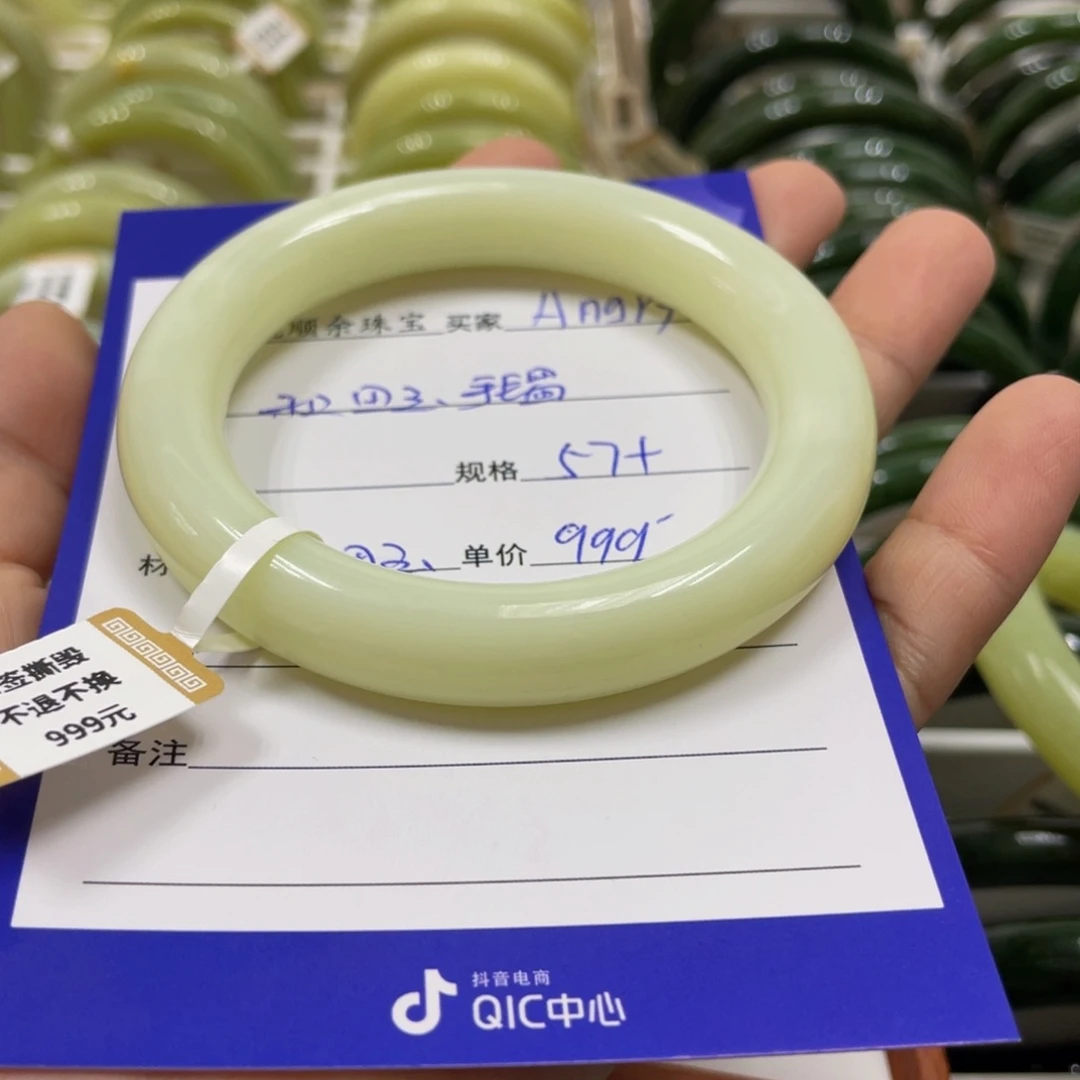 顺余珠宝 买家 Angry
和田玉、手镯
规格 57+
材 单价 999
签撕毁
不退不换
999元
备注
抖音电商
QIC中心